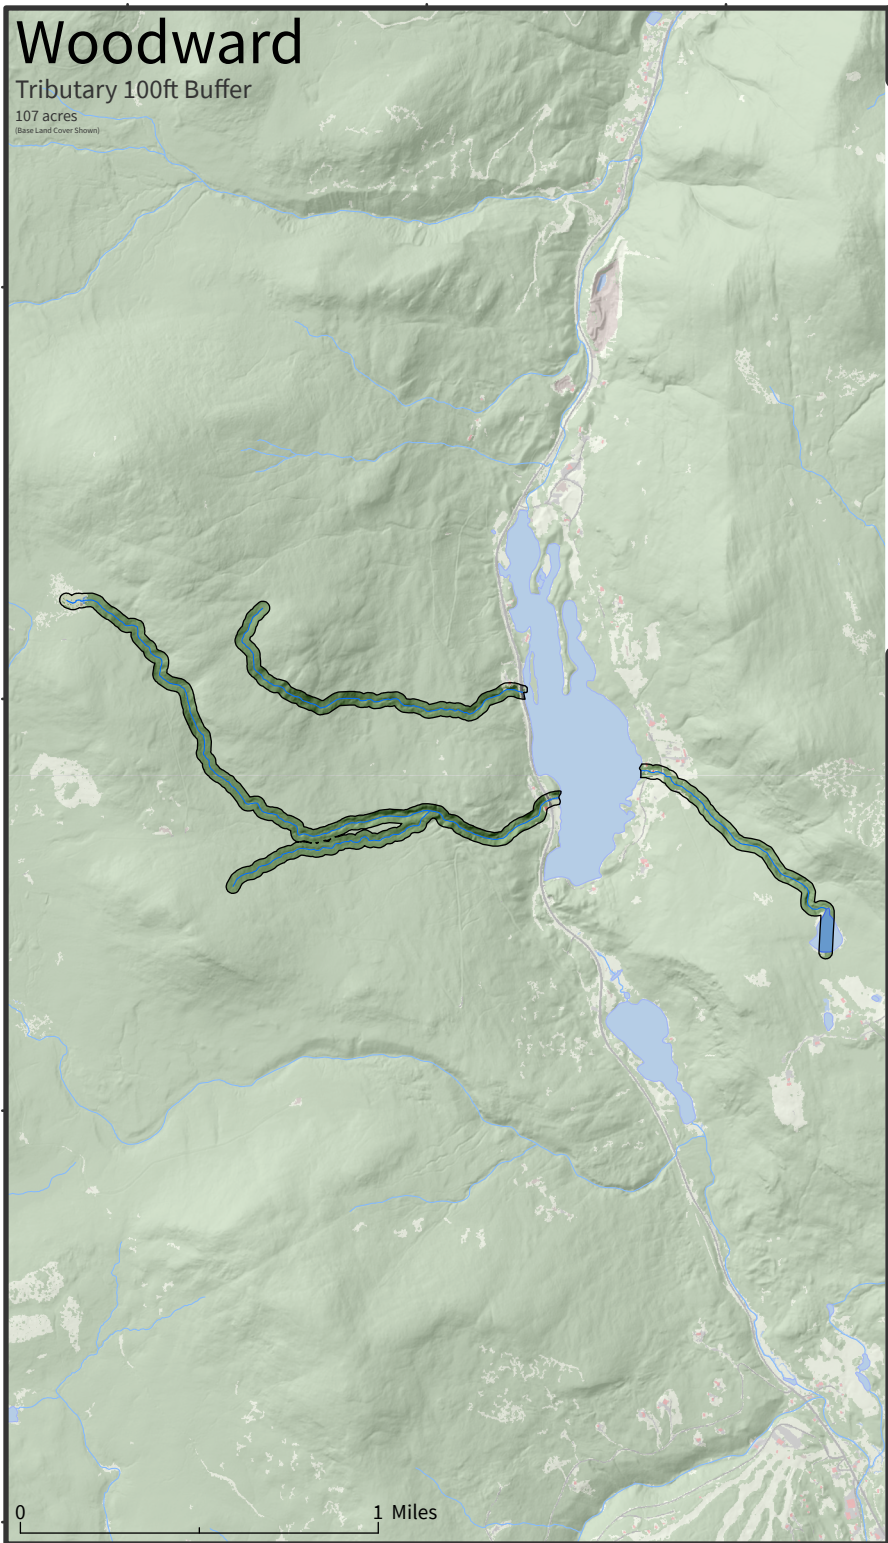 Woodward
Tributary 100ft Buffer
107 acres
(Base Land Cover Shown)
0 1 Miles